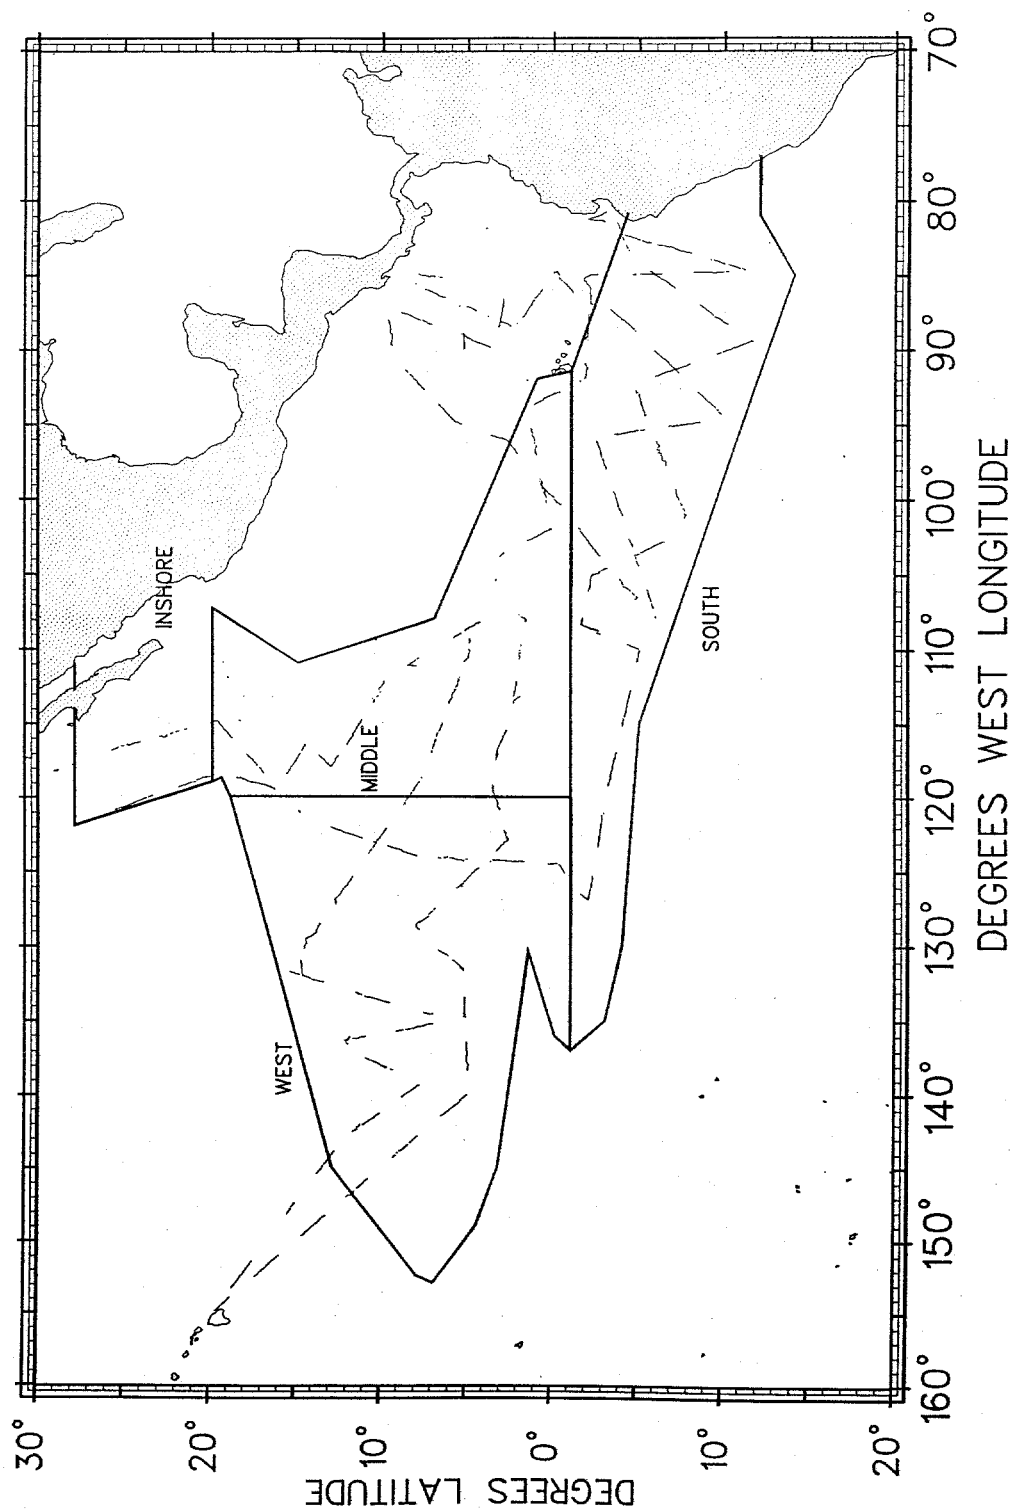 30°
20°
10°
0°
10°
20°
DEGREES LATITUDE
160°
150°
140°
130°
120°
110°
100°
90°
80°
70°
DEGREES WEST LONGITUDE
INSHORE
WEST
MIDDLE
SOUTH